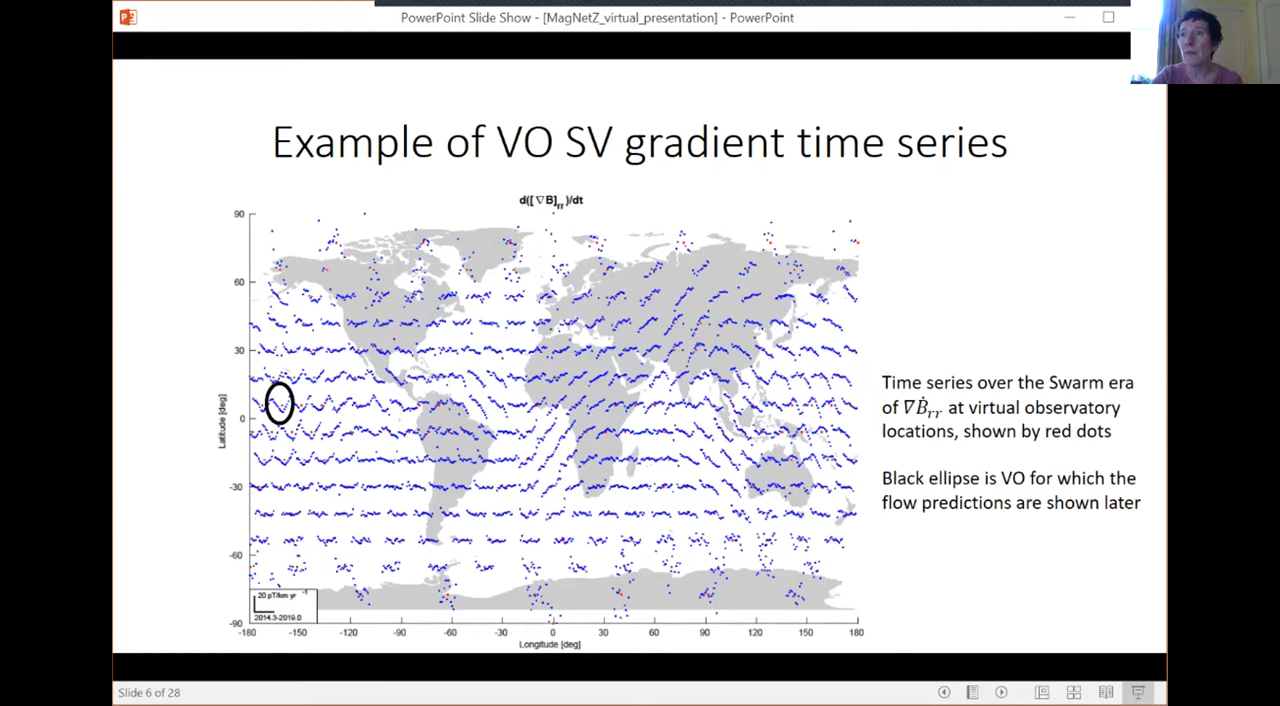 PowerPoint Slide Show - [MagNetZ_virtual_presentation] - PowerPoint
Example of VO SV gradient time series
d([∇B]rr)/dt
90
60
30
0
-30
-60
-90
Latitude [deg]
20 pT/km yr⁻¹
2014.3-2019.0
-180 -150 -120 -90 -60 -30 0 30 60 90 120 150 180
Longitude [deg]
Time series over the Swarm era
of ∇Ḃrr at virtual observatory
locations, shown by red dots
Black ellipse is VO for which the
flow predictions are shown later
Slide 6 of 28